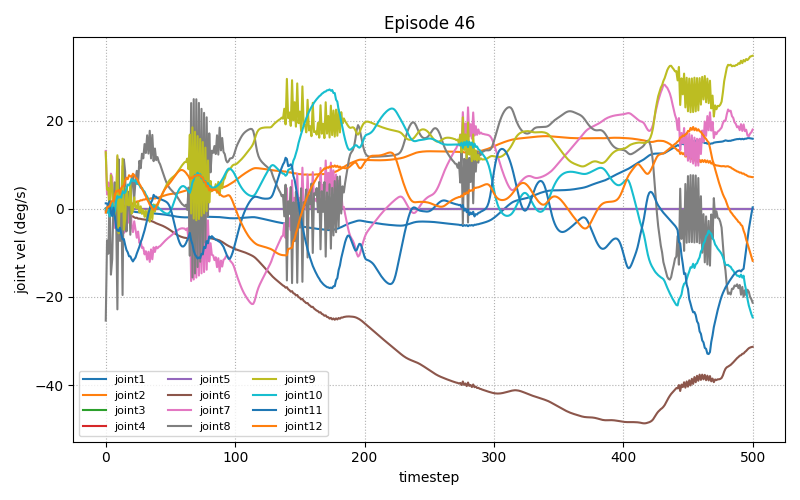 Episode 46
joint vel (deg/s)
20
0
−20
−40
joint1 joint5 joint9
joint2 joint6 joint10
joint3 joint7 joint11
joint4 joint8 joint12
0 100 200 300 400 500
timestep